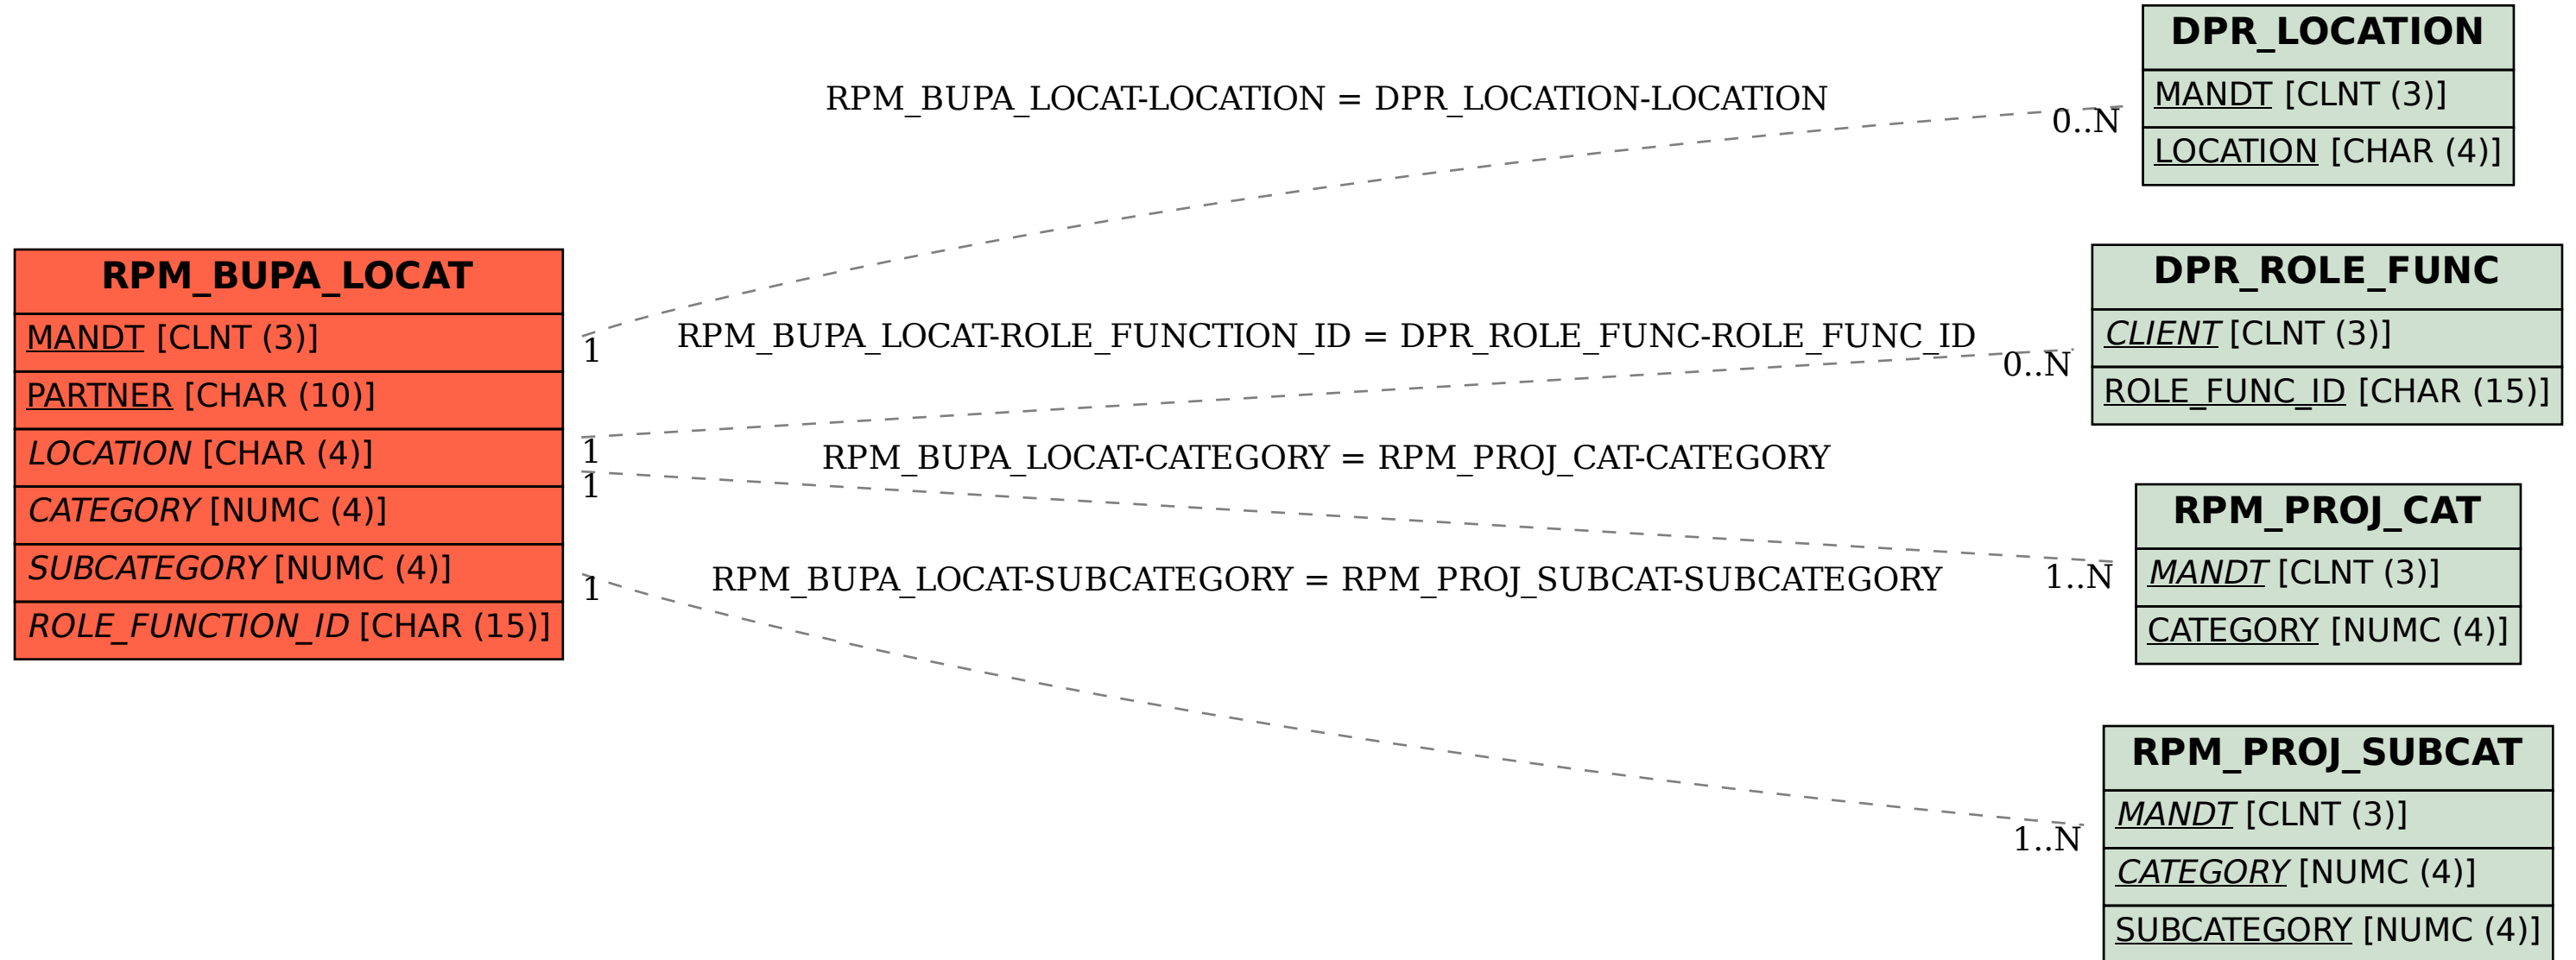 RPM_BUPA_LOCAT
MANDT [CLNT (3)]
PARTNER [CHAR (10)]
LOCATION [CHAR (4)]
CATEGORY [NUMC (4)]
SUBCATEGORY [NUMC (4)]
ROLE_FUNCTION_ID [CHAR (15)]
RPM_BUPA_LOCAT-LOCATION = DPR_LOCATION-LOCATION
1
0..N
RPM_BUPA_LOCAT-ROLE_FUNCTION_ID = DPR_ROLE_FUNC-ROLE_FUNC_ID
1
0..N
RPM_BUPA_LOCAT-CATEGORY = RPM_PROJ_CAT-CATEGORY
1
1..N
RPM_BUPA_LOCAT-SUBCATEGORY = RPM_PROJ_SUBCAT-SUBCATEGORY
1
1..N
DPR_LOCATION
MANDT [CLNT (3)]
LOCATION [CHAR (4)]
DPR_ROLE_FUNC
CLIENT [CLNT (3)]
ROLE_FUNC_ID [CHAR (15)]
RPM_PROJ_CAT
MANDT [CLNT (3)]
CATEGORY [NUMC (4)]
RPM_PROJ_SUBCAT
MANDT [CLNT (3)]
CATEGORY [NUMC (4)]
SUBCATEGORY [NUMC (4)]